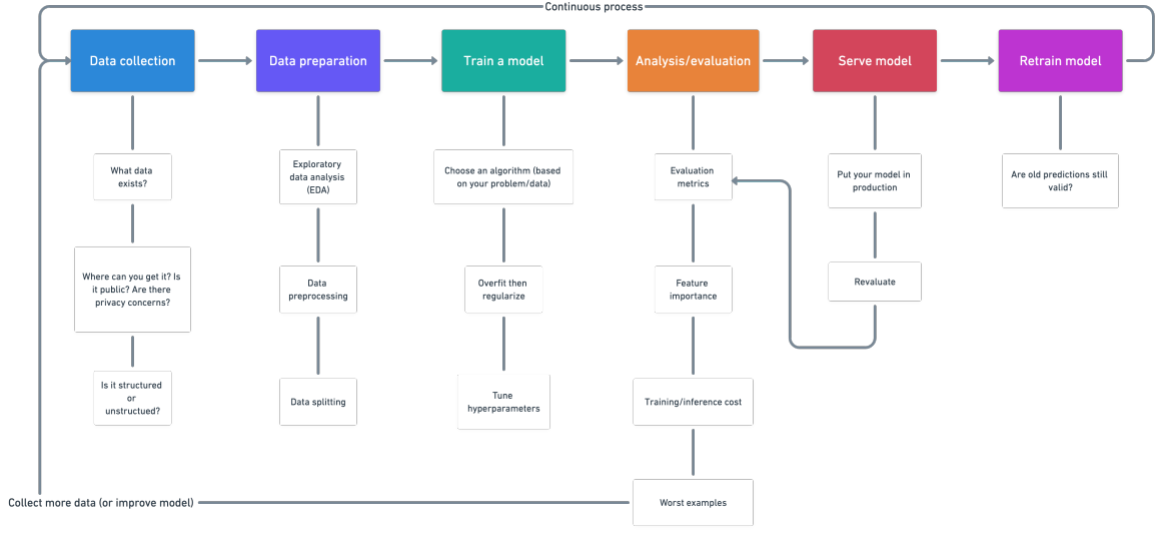 Continuous process
Data collection
Data preparation
Train a model
Analysis/evaluation
Serve model
Retrain model
What data
exists?
Exploratory
data analysis
(EDA)
Choose an algorithm (based
on your problem/data)
Evaluation
metrics
Put your model in
production
Are old predictions still
valid?
Where can you get it? Is
it public? Are there
privacy concerns?
Data
preprocessing
Overfit then
regularize
Feature
importance
Revaluate
Is it structured
or
unstructued?
Data splitting
Tune
hyperparameters
Training/inference cost
Collect more data (or improve model)
Worst examples